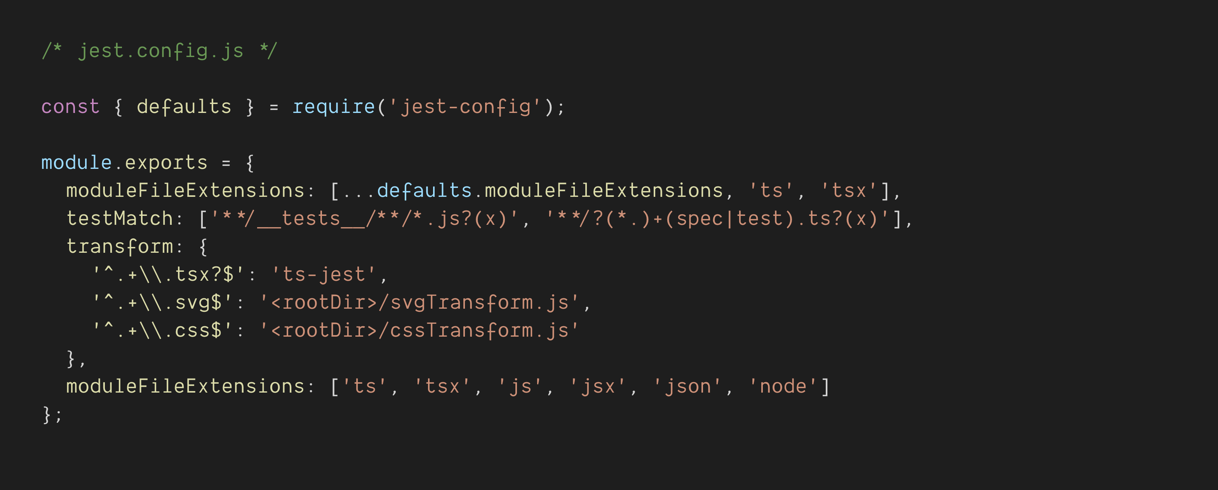 /* jest.config.js */
const { defaults } = require('jest-config');
module.exports = {
  moduleFileExtensions: [...defaults.moduleFileExtensions, 'ts', 'tsx'],
  testMatch: ['**/__tests__/**/*.js?(x)', '**/?(*.)+(spec|test).ts?(x)'],
  transform: {
    '^.+\\.tsx?$': 'ts-jest',
    '^.+\\.svg$': '<rootDir>/svgTransform.js',
    '^.+\\.css$': '<rootDir>/cssTransform.js'
  },
  moduleFileExtensions: ['ts', 'tsx', 'js', 'jsx', 'json', 'node']
};